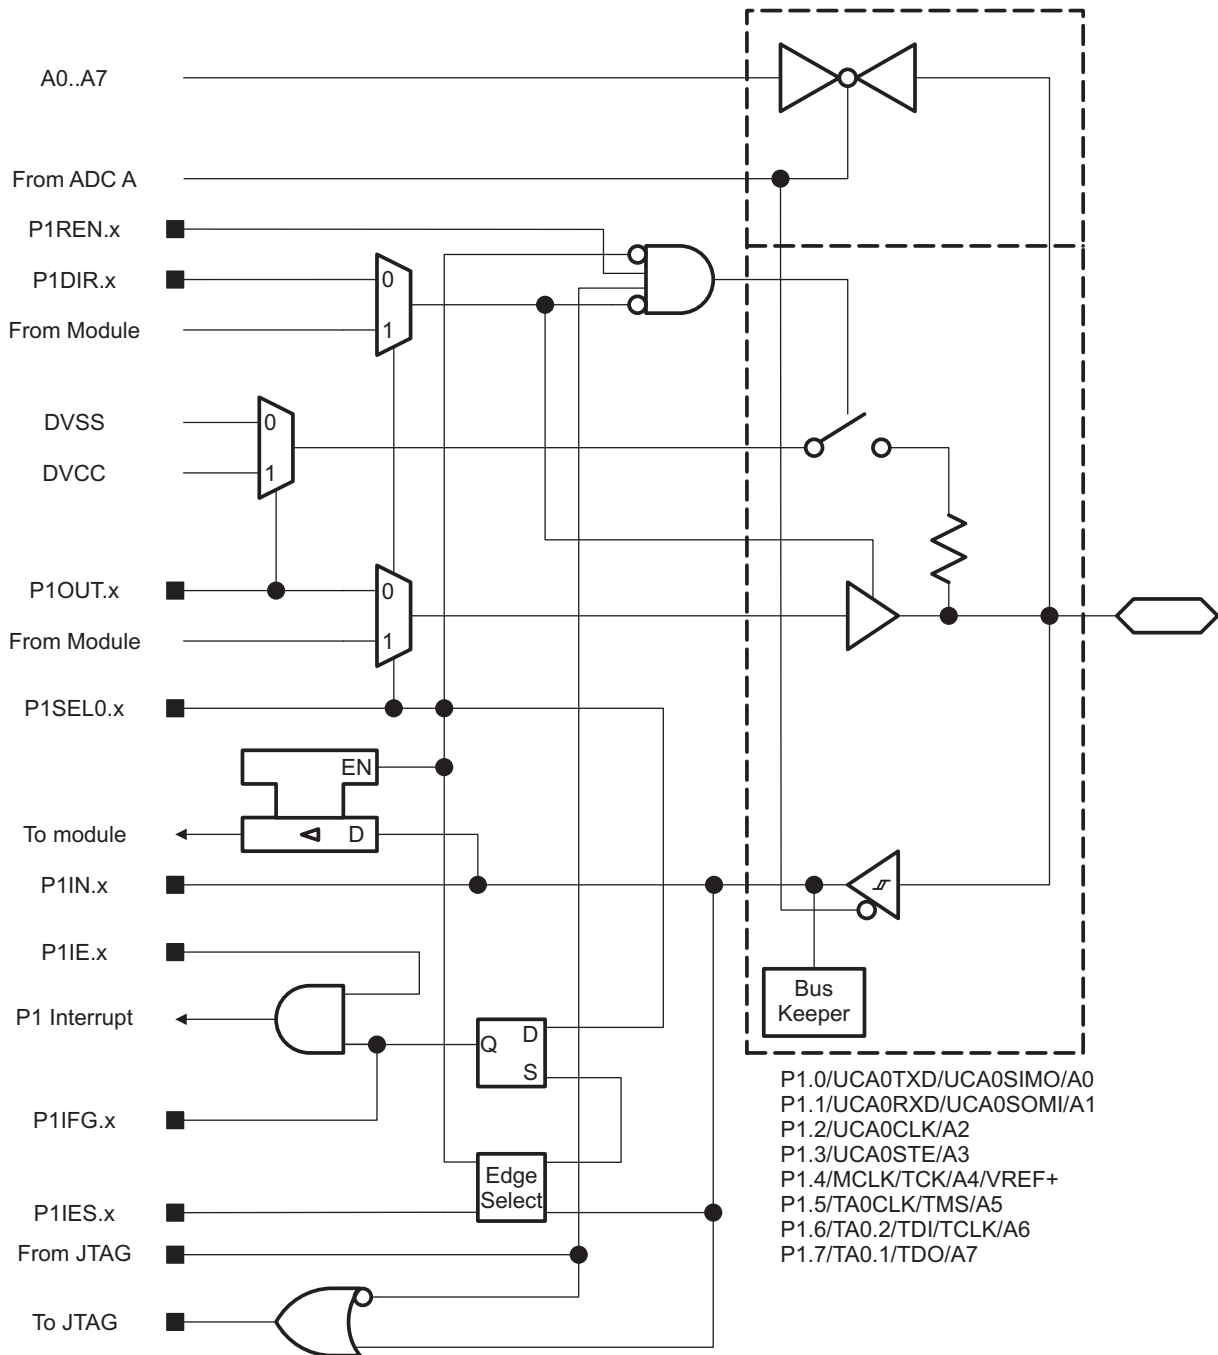 A0..A7
From ADC A
P1REN.x
P1DIR.x
0
From Module
1
DVSS
0
DVCC
1
P1OUT.x
0
From Module
1
P1SEL0.x
EN
To module
D
P1IN.x
P1IE.x
Bus
Keeper
P1 Interrupt
Q
D
S
P1IFG.x
Edge
Select
P1IES.x
From JTAG
To JTAG
P1.0/UCA0TXD/UCA0SIMO/A0
P1.1/UCA0RXD/UCA0SOMI/A1
P1.2/UCA0CLK/A2
P1.3/UCA0STE/A3
P1.4/MCLK/TCK/A4/VREF+
P1.5/TA0CLK/TMS/A5
P1.6/TA0.2/TDI/TCLK/A6
P1.7/TA0.1/TDO/A7